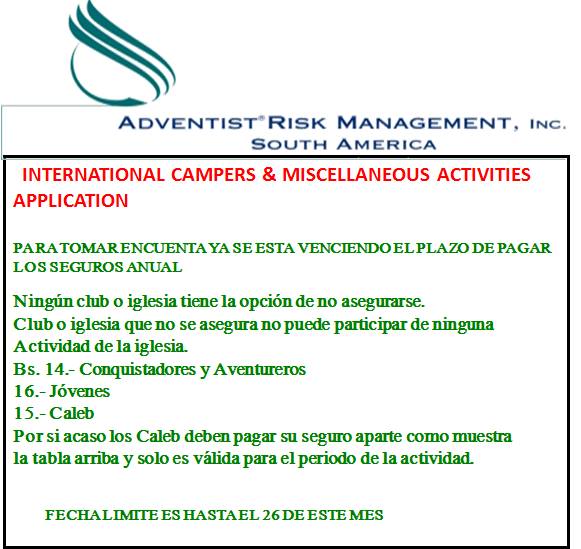 ADVENTIST® RISK MANAGEMENT, INC.
SOUTH AMERICA
INTERNATIONAL CAMPERS & MISCELLANEOUS ACTIVITIES
APPLICATION
PARA TOMAR EN CUENTA YA SE ESTA VENCIENDO EL PLAZO DE PAGAR
LOS SEGUROS ANUAL
Ningún club o iglesia tiene la opción de no asegurarse.
Club o iglesia que no se asegura no puede participar de ninguna
Actividad de la iglesia.
Bs. 14.- Conquistadores y Aventureros
16.- Jóvenes
15.- Caleb
Por si acaso los Caleb deben pagar su seguro aparte como muestra
la tabla arriba y solo es válida para el periodo de la actividad.
FECHA LIMITE ES HASTA EL 26 DE ESTE MES